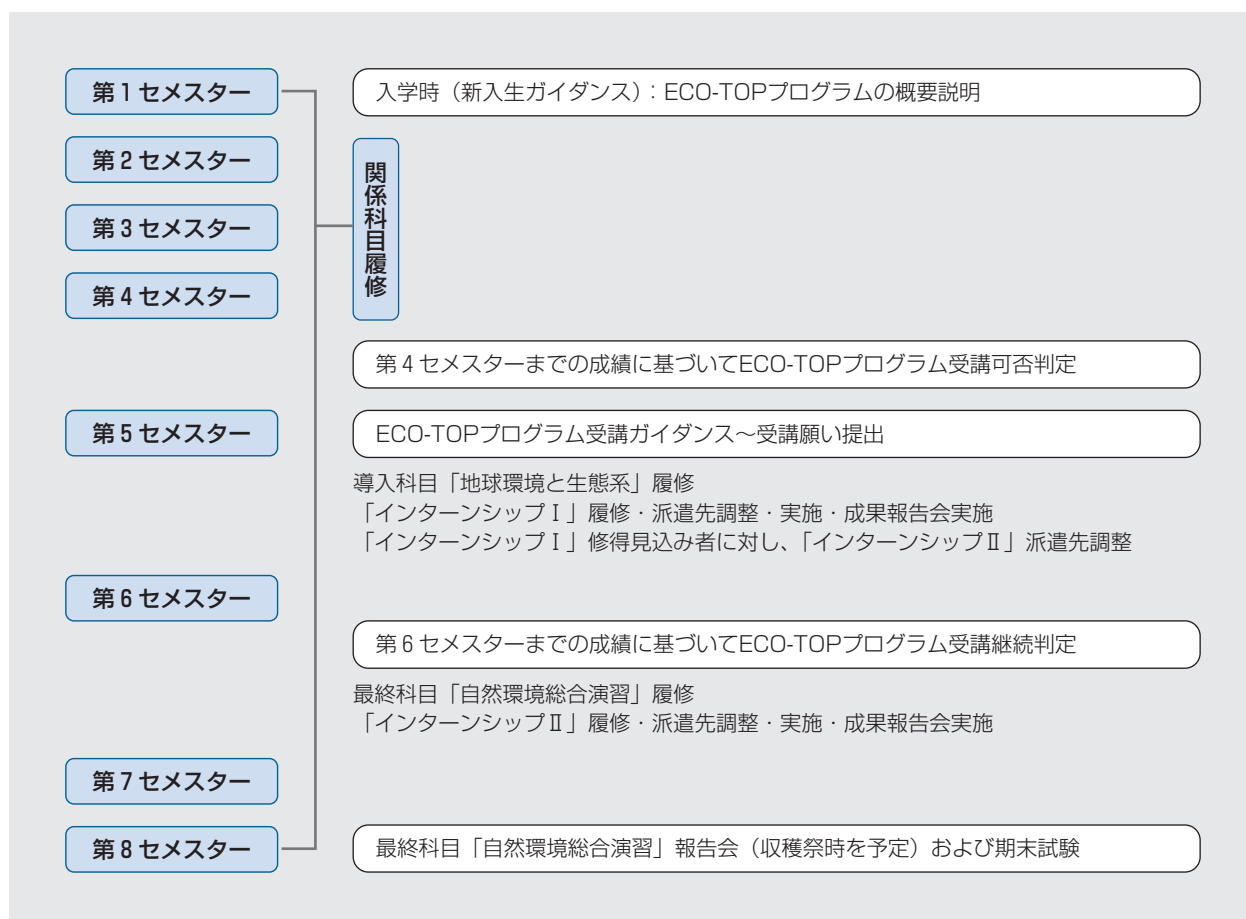 第1セメスター
入学時（新入生ガイダンス）：ECO-TOPプログラムの概要説明
第2セメスター
関係科目履修
第3セメスター
第4セメスター
第4セメスターまでの成績に基づいてECO-TOPプログラム受講可否判定
第5セメスター
ECO-TOPプログラム受講ガイダンス～受講願い提出
導入科目「地球環境と生態系」履修
「インターンシップⅠ」履修・派遣先調整・実施・成果報告会実施
「インターンシップⅠ」修得見込み者に対し、「インターンシップⅡ」派遣先調整
第6セメスター
第6セメスターまでの成績に基づいてECO-TOPプログラム受講継続判定
最終科目「自然環境総合演習」履修
「インターンシップⅡ」履修・派遣先調整・実施・成果報告会実施
第7セメスター
第8セメスター
最終科目「自然環境総合演習」報告会（収穫祭時を予定）および期末試験